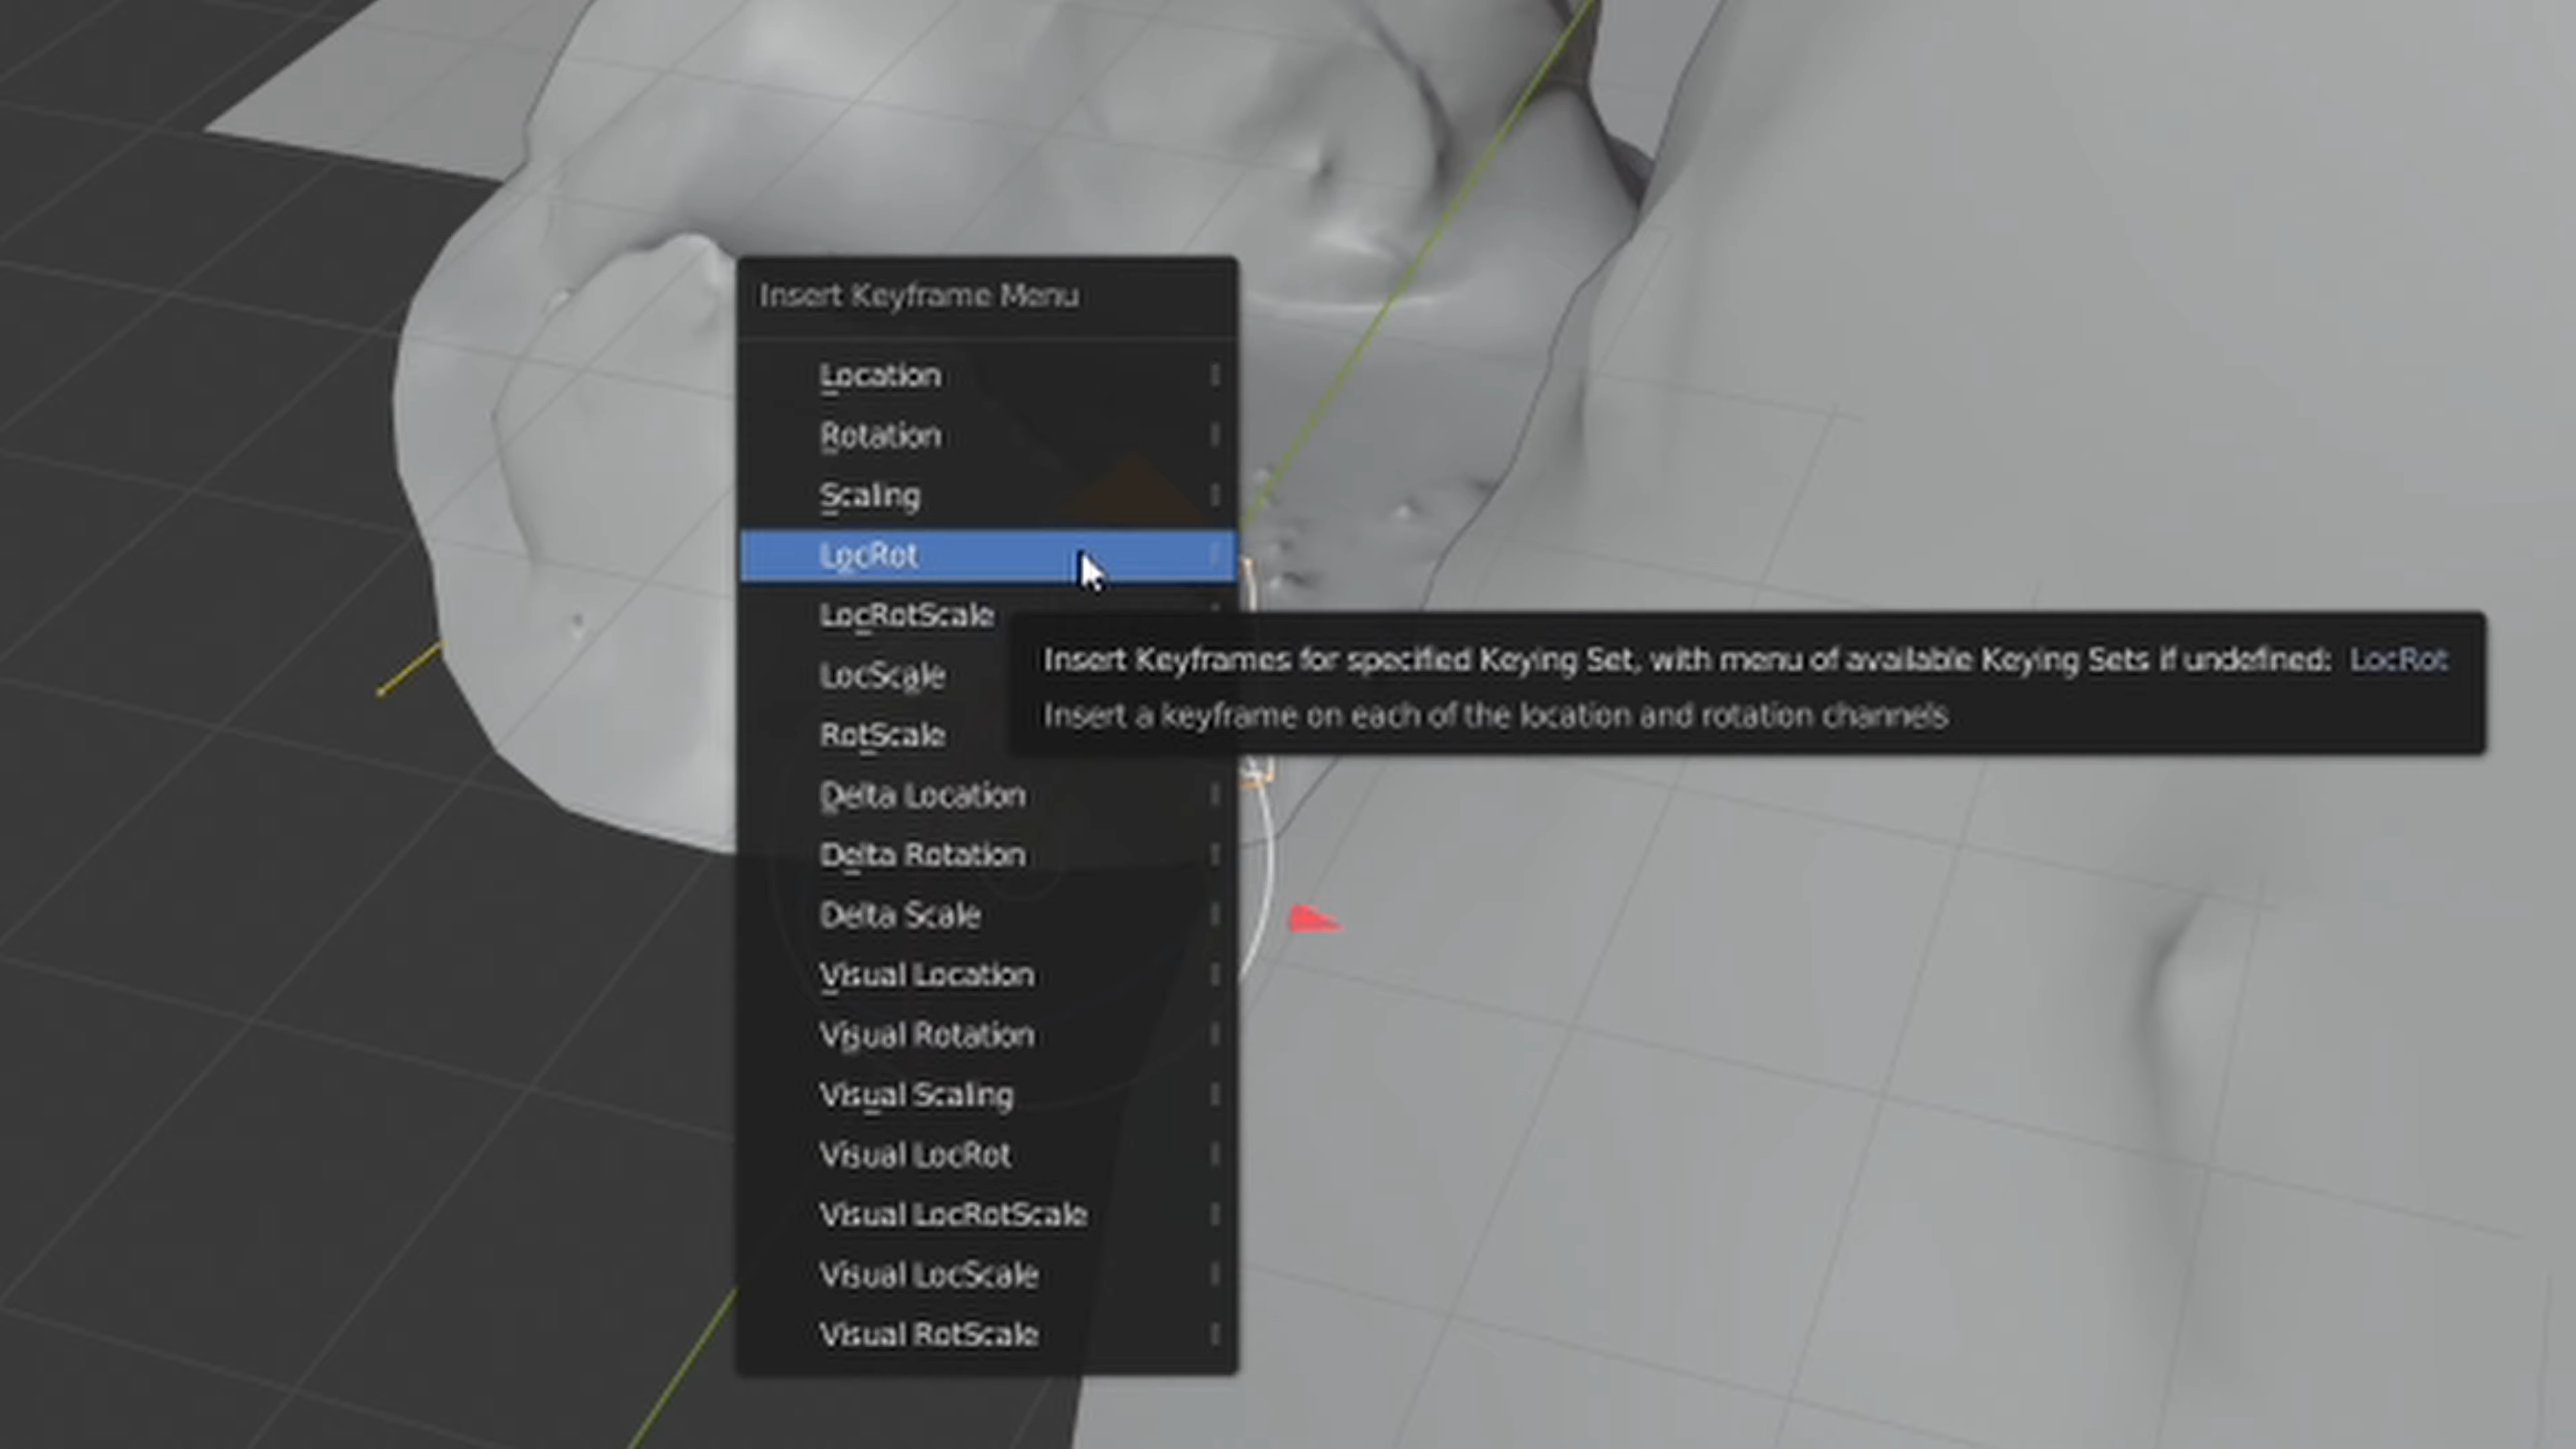 Insert Keyframe Menu
Location I
Rotation I
Scaling I
LocRot I
LocRotScale
LocScale
RotScale
Insert Keyframes for specified Keying Set, with menu of available Keying Sets if undefined: LocRot
Insert a keyframe on each of the location and rotation channels
Delta Location I
Delta Rotation I
Delta Scale I
Visual Location I
Visual Rotation I
Visual Scaling I
Visual LocRot I
Visual LocRotScale I
Visual LocScale I
Visual RotScale I